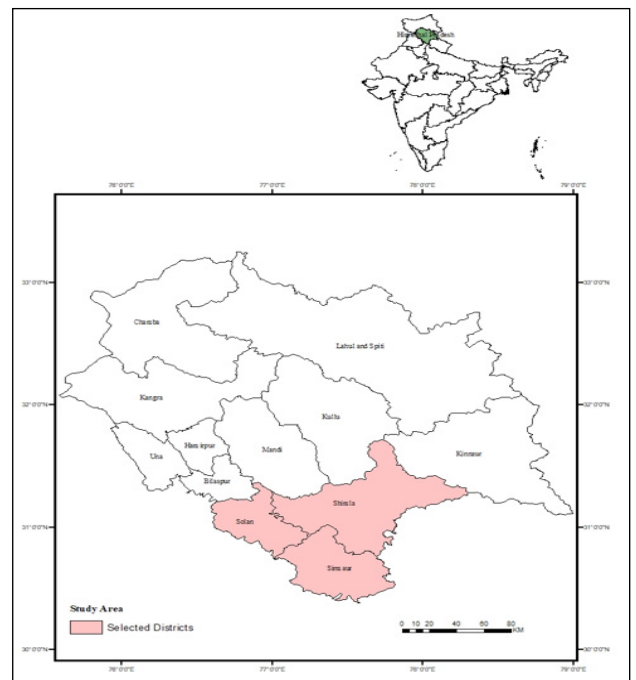 Himachal Pradesh
76°0'0"E 77°0'0"E 78°0'0"E 79°0'0"E
33°0'0"N 33°0'0"N
Chamba
Lahul and Spiti
32°0'0"N 32°0'0"N
Kangra
Kullu
Hamirpur
Mandi
Una
Kinnaur
Bilaspur
Shimla
31°0'0"N 31°0'0"N
Solan
Sirmaur
Study Area
Selected Districts
0 10 20 40 60 80
KM
30°0'0"N 30°0'0"N
76°0'0"E 77°0'0"E 78°0'0"E 79°0'0"E